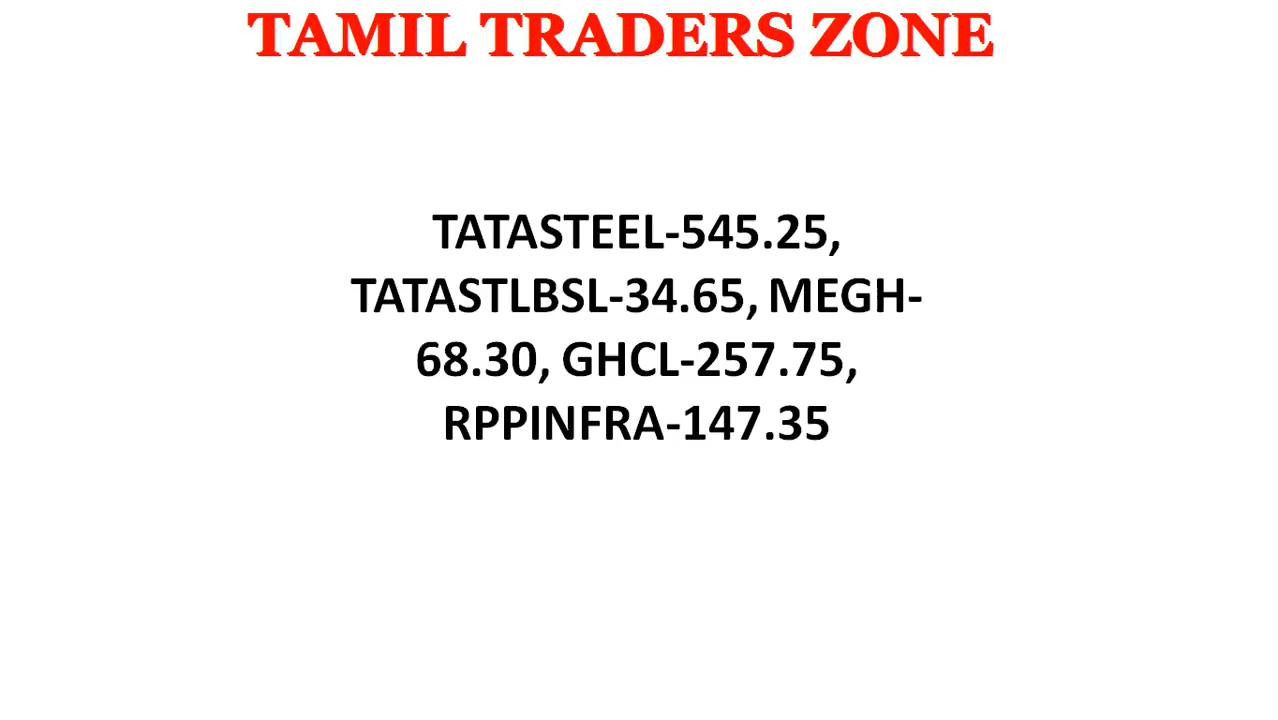 TAMIL TRADERS ZONE
TATASTEEL-545.25,
TATASTLBSL-34.65, MEGH-
68.30, GHCL-257.75,
RPPINFRA-147.35